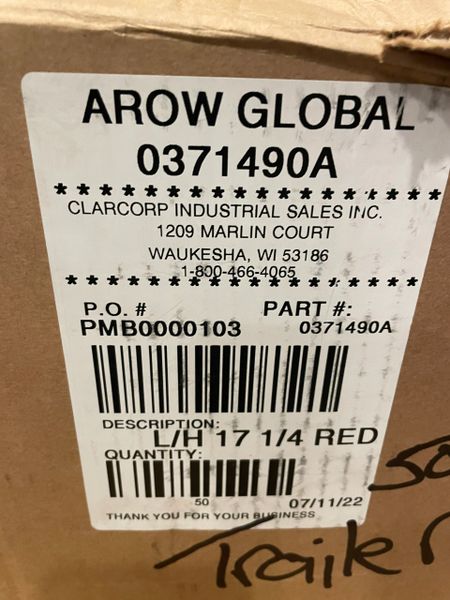 AROW GLOBAL
0371490A
CLARCORP INDUSTRIAL SALES INC.
1209 MARLIN COURT
WAUKESHA, WI 53186
1-800-466-4065
P.O. # PART #:
PMB0000103 0371490A
DESCRIPTION:
L/H 17 1/4 RED
QUANTITY:
50 07/11/22
THANK YOU FOR YOUR BUSINESS
50
Trailer